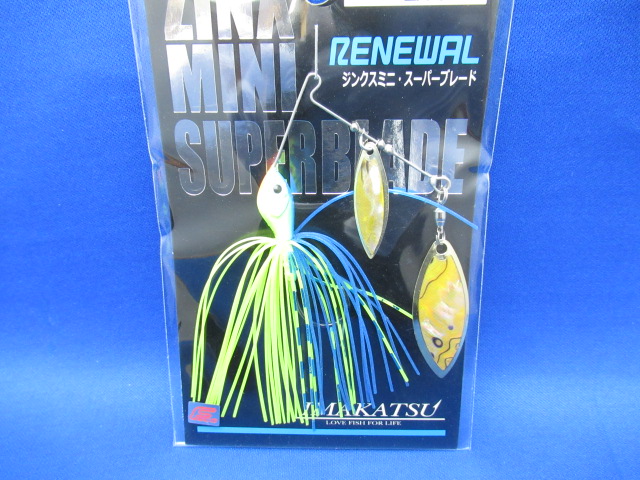 ZINX
MINI
SUPERBLADE
RENEWAL
ジンクスミニ・スーパーブレード
IMAKATSU
LOVE FISH FOR LIFE